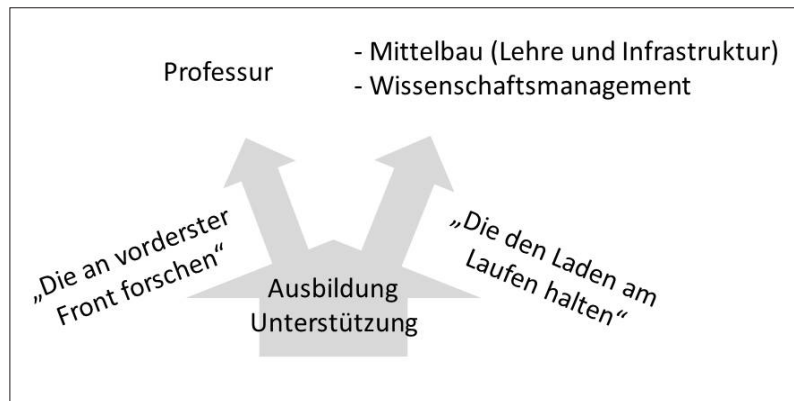 Professur
- Mittelbau (Lehre und Infrastruktur)
- Wissenschaftsmanagement
„Die an vorderster
Front forschen“
„Die den Laden am
Laufen halten“
Ausbildung
Unterstützung